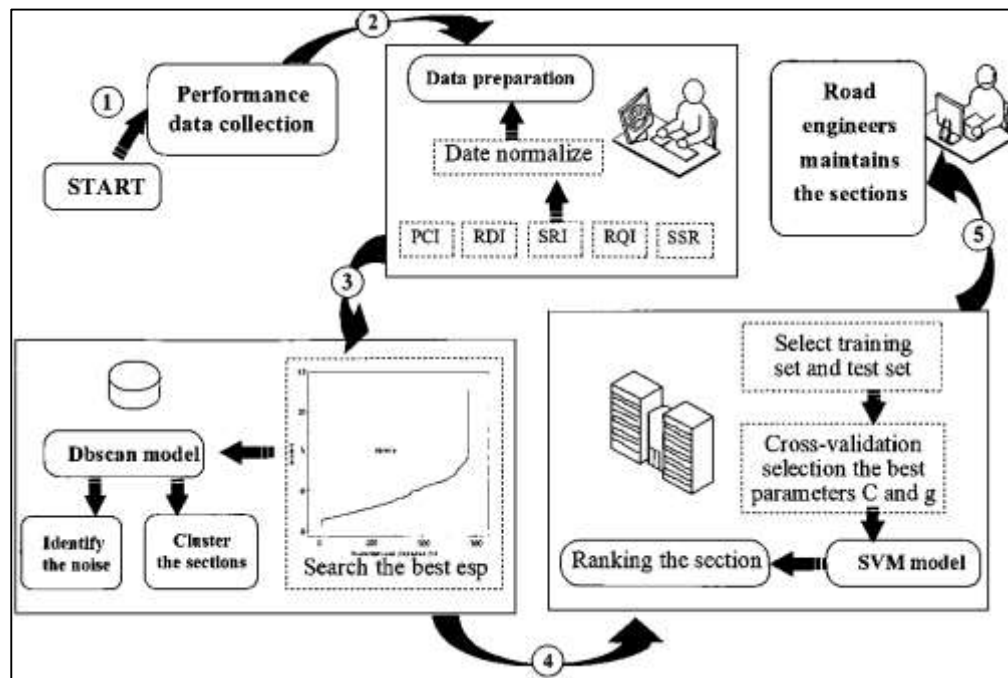 1
START
Performance
data collection
2
Data preparation
Date normalize
PCI RDI SRI RQI SSR
3
Dbscan model
Identify
the noise
Cluster
the sections
Search the best esp
4
Select training
set and test set
Cross-validation
selection the best
parameters C and g
SVM model
Ranking the section
5
Road
engineers
maintains
the sections